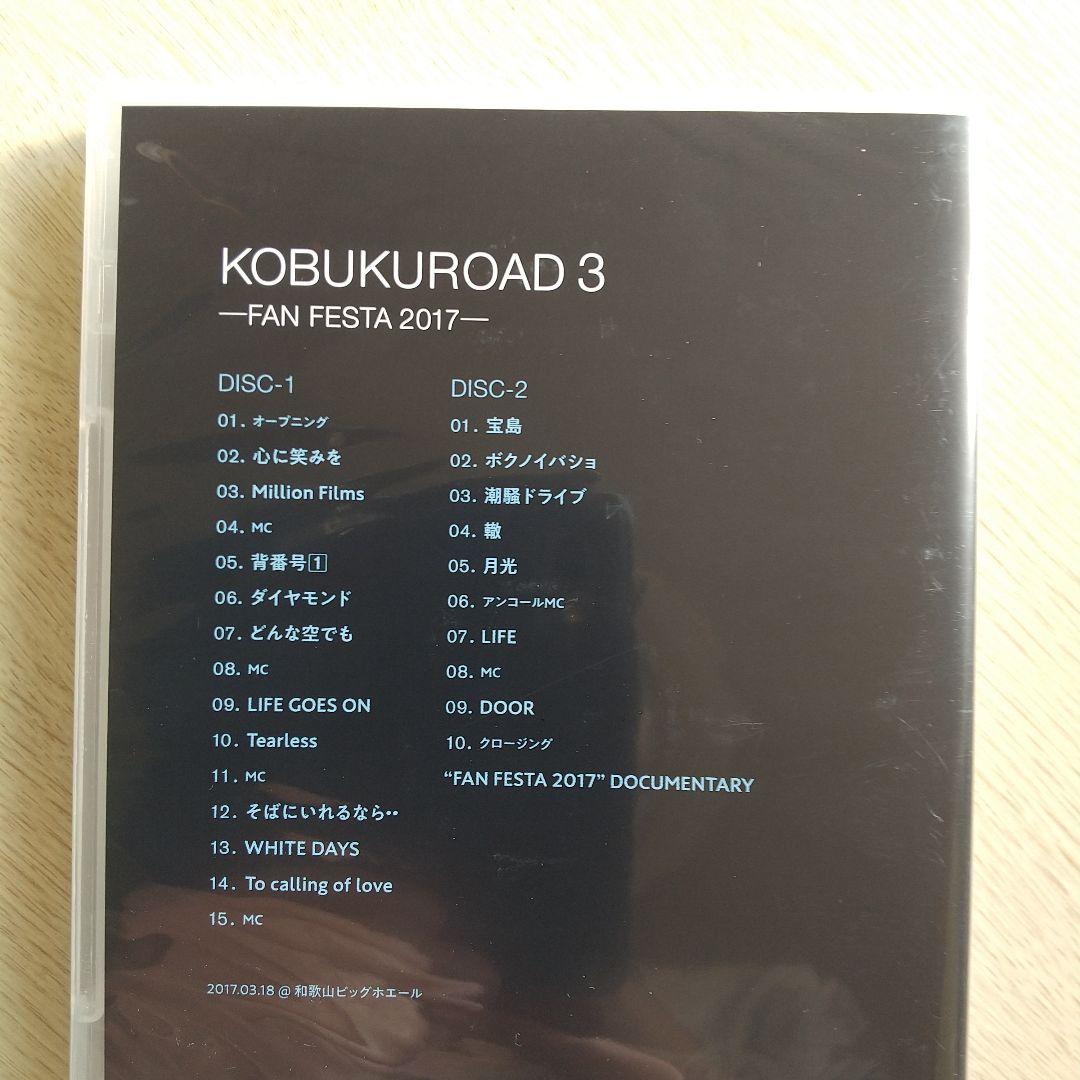 KOBUKUROAD 3
—FAN FESTA 2017—
DISC-1
01. オープニング
02. 心に笑みを
03. Million Films
04. MC
05. 背番号1
06. ダイヤモンド
07. どんな空でも
08. MC
09. LIFE GOES ON
10. Tearless
11. MC
12. そばにいれるなら‥
13. WHITE DAYS
14. To calling of love
15. MC
DISC-2
01. 宝島
02. ボクノイバショ
03. 潮騒ドライブ
04. 轍
05. 月光
06. アンコールMC
07. LIFE
08. MC
09. DOOR
10. クロージング
“FAN FESTA 2017” DOCUMENTARY
2017.03.18 @ 和歌山ビッグホエール